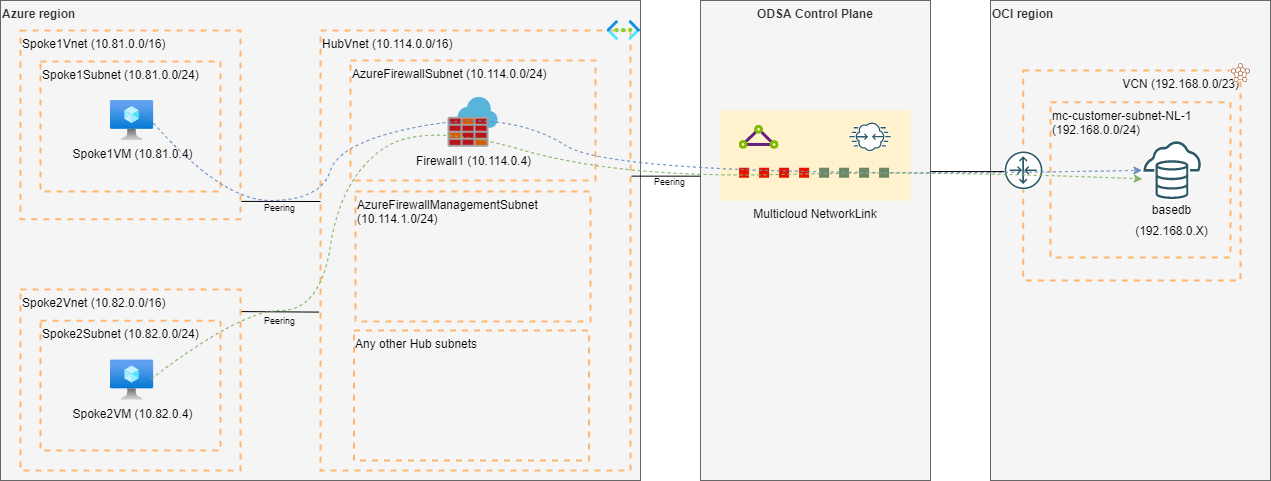 Azure region
Spoke1Vnet (10.81.0.0/16)
Spoke1Subnet (10.81.0.0/24)
Spoke1VM (10.81.0.4)
Peering
Spoke2Vnet (10.82.0.0/16)
Spoke2Subnet (10.82.0.0/24)
Spoke2VM (10.82.0.4)
Peering
HubVnet (10.114.0.0/16)
AzureFirewallSubnet (10.114.0.0/24)
Firewall1 (10.114.0.4)
AzureFirewallManagementSubnet
(10.114.1.0/24)
Any other Hub subnets
Peering
ODSA Control Plane
Multicloud NetworkLink
OCI region
VCN (192.168.0.0/23)
mc-customer-subnet-NL-1
(192.168.0.0/24)
basedb
(192.168.0.X)